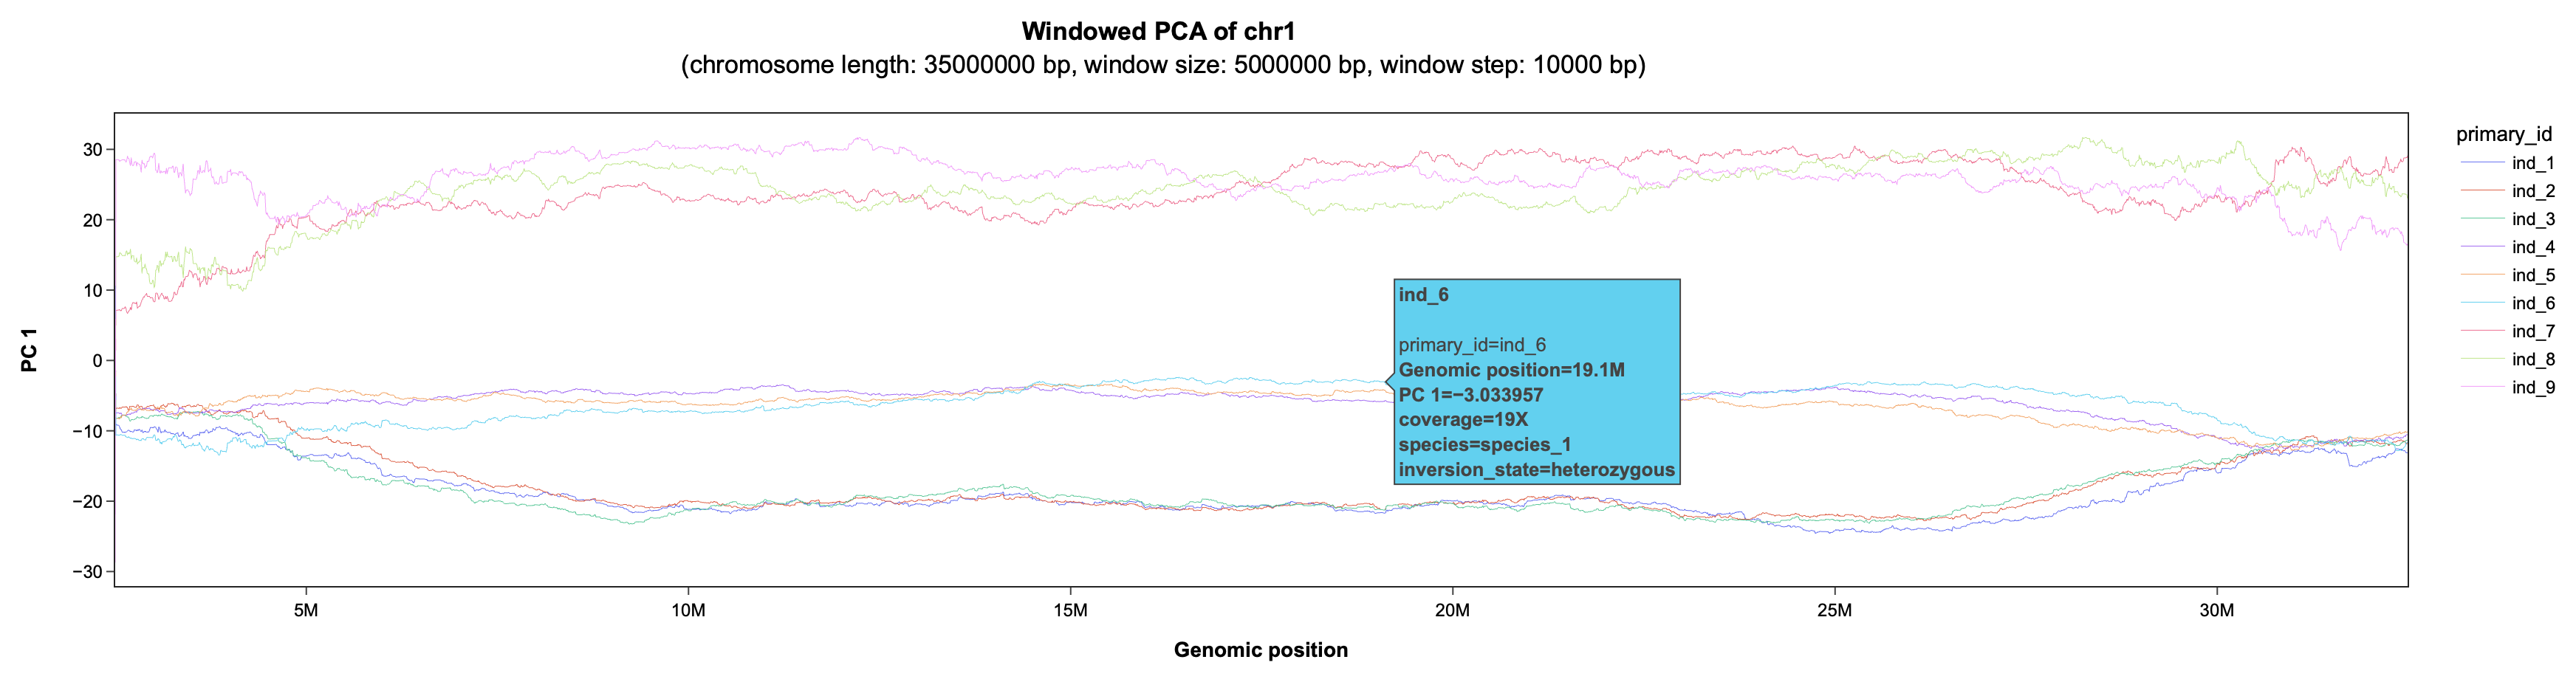 Windowed PCA of chr1
(chromosome length: 35000000 bp, window size: 5000000 bp, window step: 10000 bp)
PC 1
30
20
10
0
−10
−20
−30
5M
10M
15M
20M
25M
30M
Genomic position
ind_6
primary_id=ind_6
Genomic position=19.1M
PC 1=−3.033957
coverage=19X
species=species_1
inversion_state=heterozygous
primary_id
ind_1
ind_2
ind_3
ind_4
ind_5
ind_6
ind_7
ind_8
ind_9